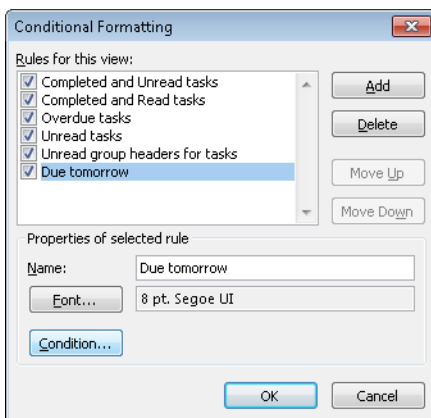 Conditional Formatting
Rules for this view:
Completed and Unread tasks
Completed and Read tasks
Overdue tasks
Unread tasks
Unread group headers for tasks
Due tomorrow
Add
Delete
Move Up
Move Down
Properties of selected rule
Name:
Due tomorrow
Font...
8 pt. Segoe UI
Condition...
OK
Cancel